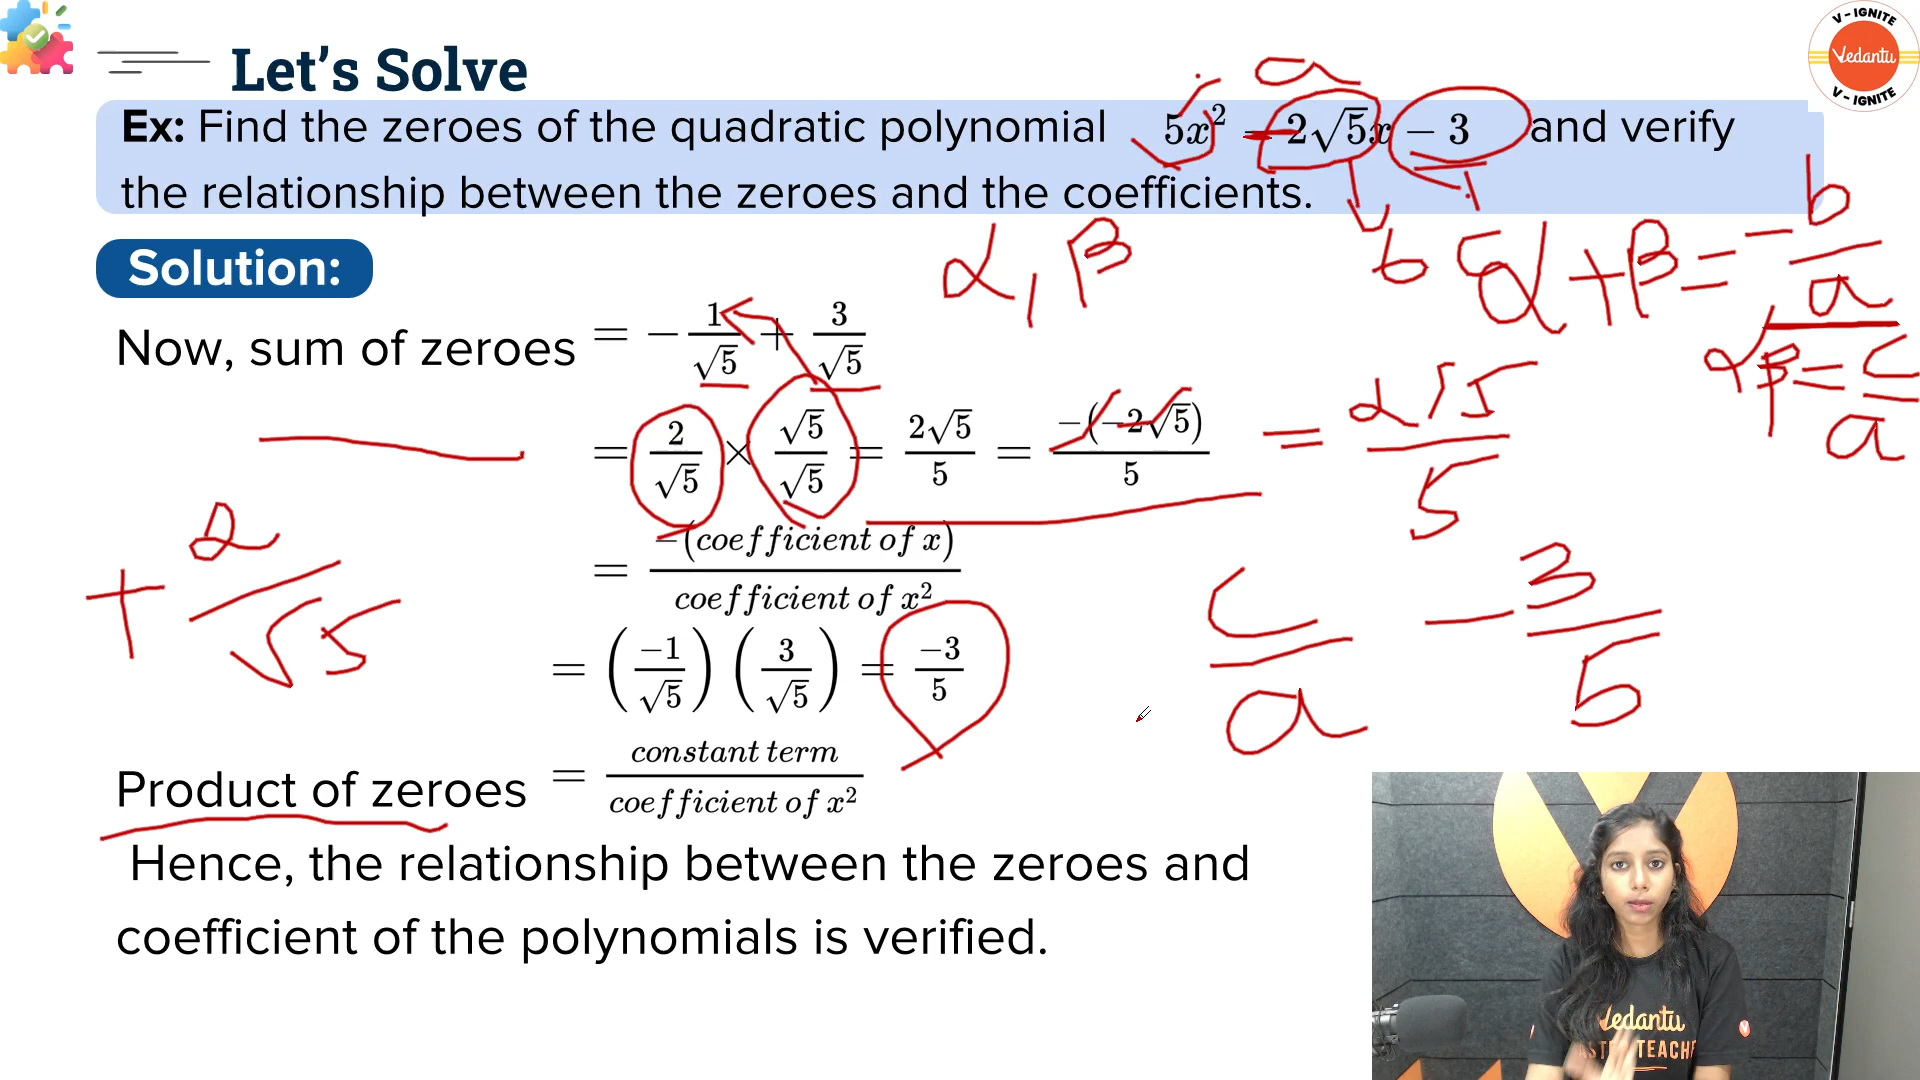 V - IGNITE
Vedantu
V - IGNITE
Let's Solve
Ex: Find the zeroes of the quadratic polynomial 5x² − 2√5x − 3 and verify
the relationship between the zeroes and the coefficients.
a
b
α, β
α + β = −b/a
αβ = c/a
Solution:
Now, sum of zeroes = − 1/√5 + 3/√5
= 2/√5 × √5/√5 = 2√5/5 = −(−2√5)/5 = 2√5/5
+ 2/√5
= −(coefficient of x)/coefficient of x²
= (−1/√5) (3/√5) = −3/5
c/a −3/5
Product of zeroes = constant term/coefficient of x²
Hence, the relationship between the zeroes and
coefficient of the polynomials is verified.
Vedantu